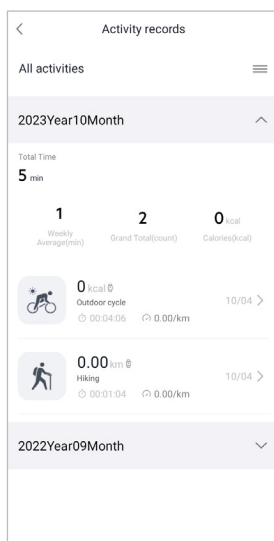 Activity records
All activities
2023Year10Month
Total Time
5 min
1 2 0 kcal
Weekly Average(min) Grand Total(count) Calories(kcal)
0 kcal
Outdoor cycle 10/04
00:04:06 0.00/km
0.00 km
Hiking 10/04
00:01:04 0.00/km
2022Year09Month